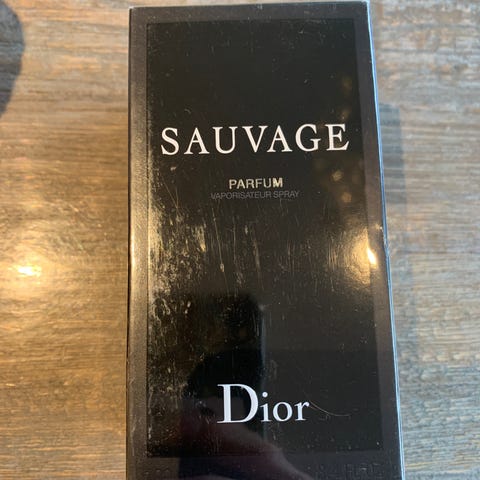 SAUVAGE
PARFUM
VAPORISATEUR SPRAY
Dior